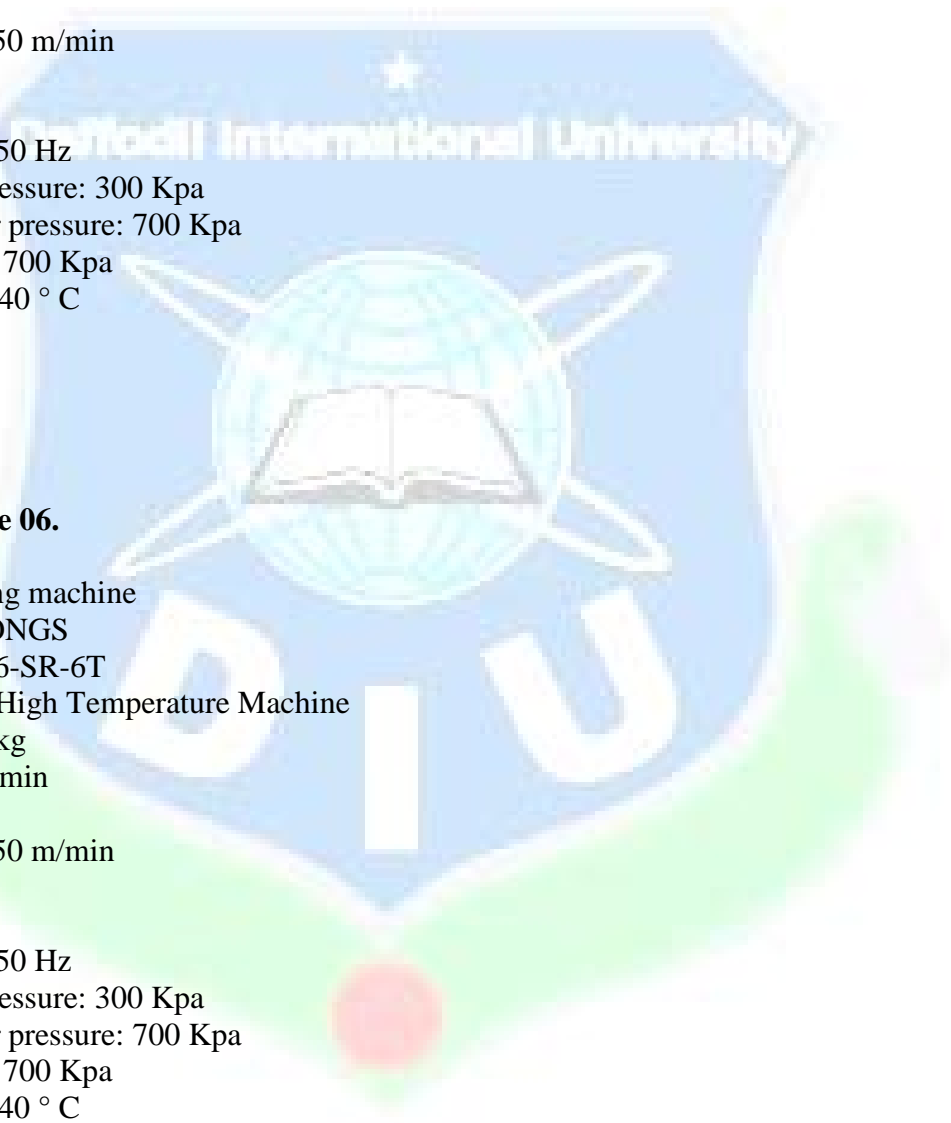 50 m/min
Daffodil International University
50 Hz
essure: 300 Kpa
r pressure: 700 Kpa
700 Kpa
40 ° C
e 06.
ng machine
ONGS
6-SR-6T
High Temperature Machine
kg
min
D I U
50 m/min
50 Hz
essure: 300 Kpa
r pressure: 700 Kpa
700 Kpa
40 ° C